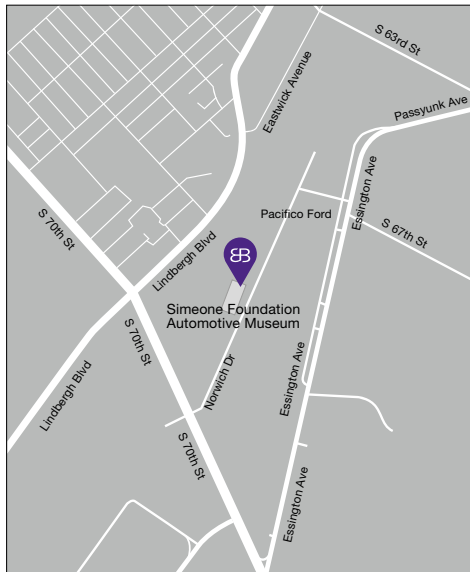 S 63rd St
Eastwick Avenue
Passyunk Ave
Essington Ave
Pacifico Ford
S 67th St
S 70th St
Lindbergh Blvd
Simeone Foundation
Automotive Museum
S 70th St
Lindbergh Blvd
Norwich Dr
Essington Ave
S 70th St
Essington Ave